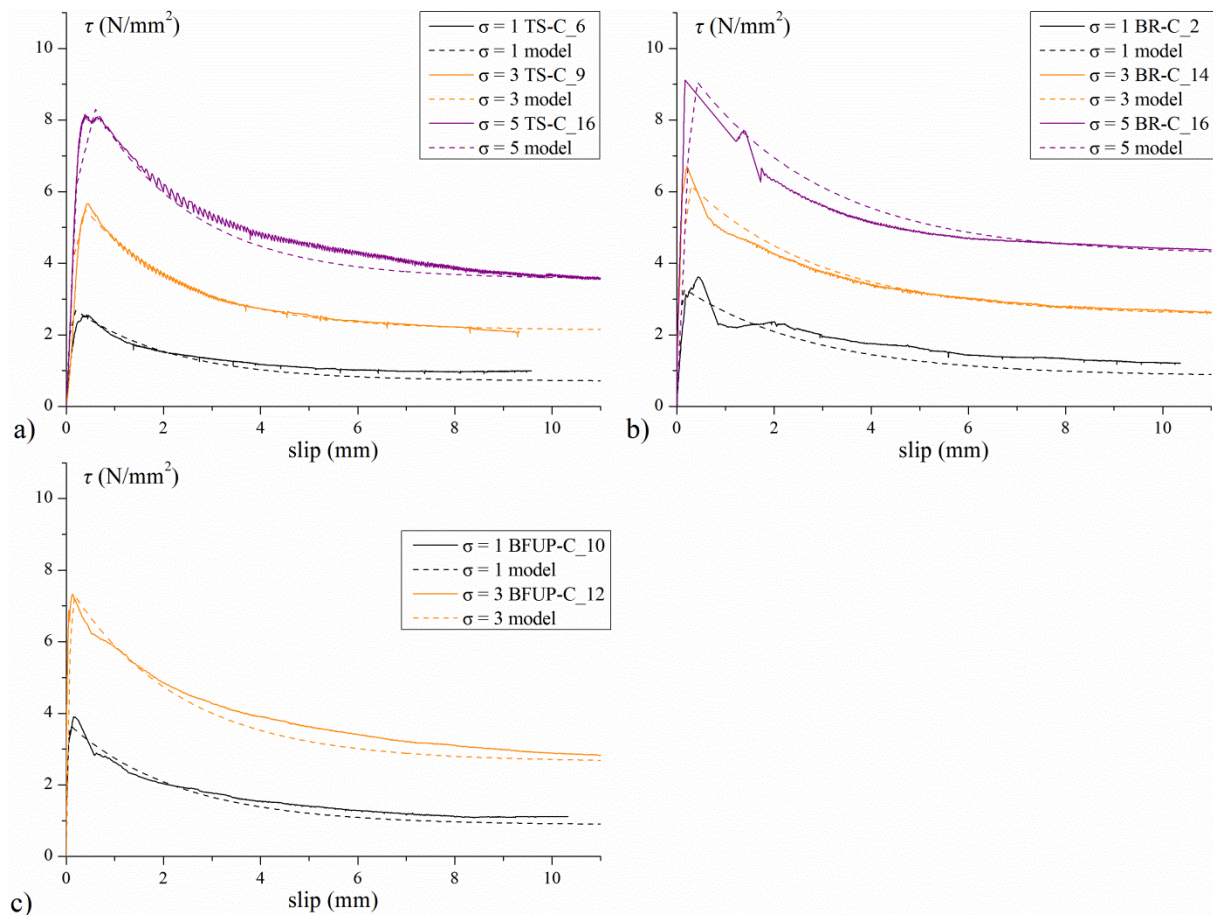 τ (N/mm²)
10
8
6
4
2
0
σ = 1 TS-C_6
σ = 1 model
σ = 3 TS-C_9
σ = 3 model
σ = 5 TS-C_16
σ = 5 model
0 2 4 6 8 10
a)
slip (mm)
τ (N/mm²)
10
8
6
4
2
0
σ = 1 BR-C_2
σ = 1 model
σ = 3 BR-C_14
σ = 3 model
σ = 5 BR-C_16
σ = 5 model
0 2 4 6 8 10
b)
slip (mm)
τ (N/mm²)
10
8
6
4
2
0
σ = 1 BFUP-C_10
σ = 1 model
σ = 3 BFUP-C_12
σ = 3 model
0 2 4 6 8 10
c)
slip (mm)